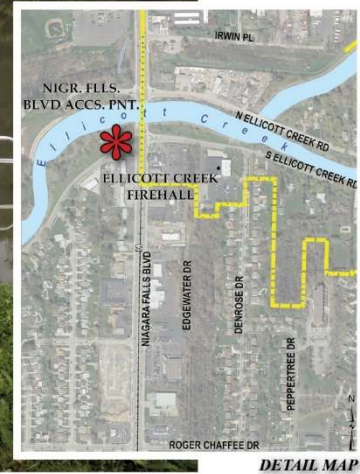 IRWIN PL
NIGR. FLLS.
BLVD ACCS. PNT.
Ellicott Creek
N ELLICOTT CREEK RD
S ELLICOTT CREEK RD
ELLICOTT CREEK
FIREHALL
NIAGARA FALLS BLVD
EDGEWATER DR
DENROSE DR
PEPPERTREE DR
ROGER CHAFFEE DR
N
DETAIL MAP